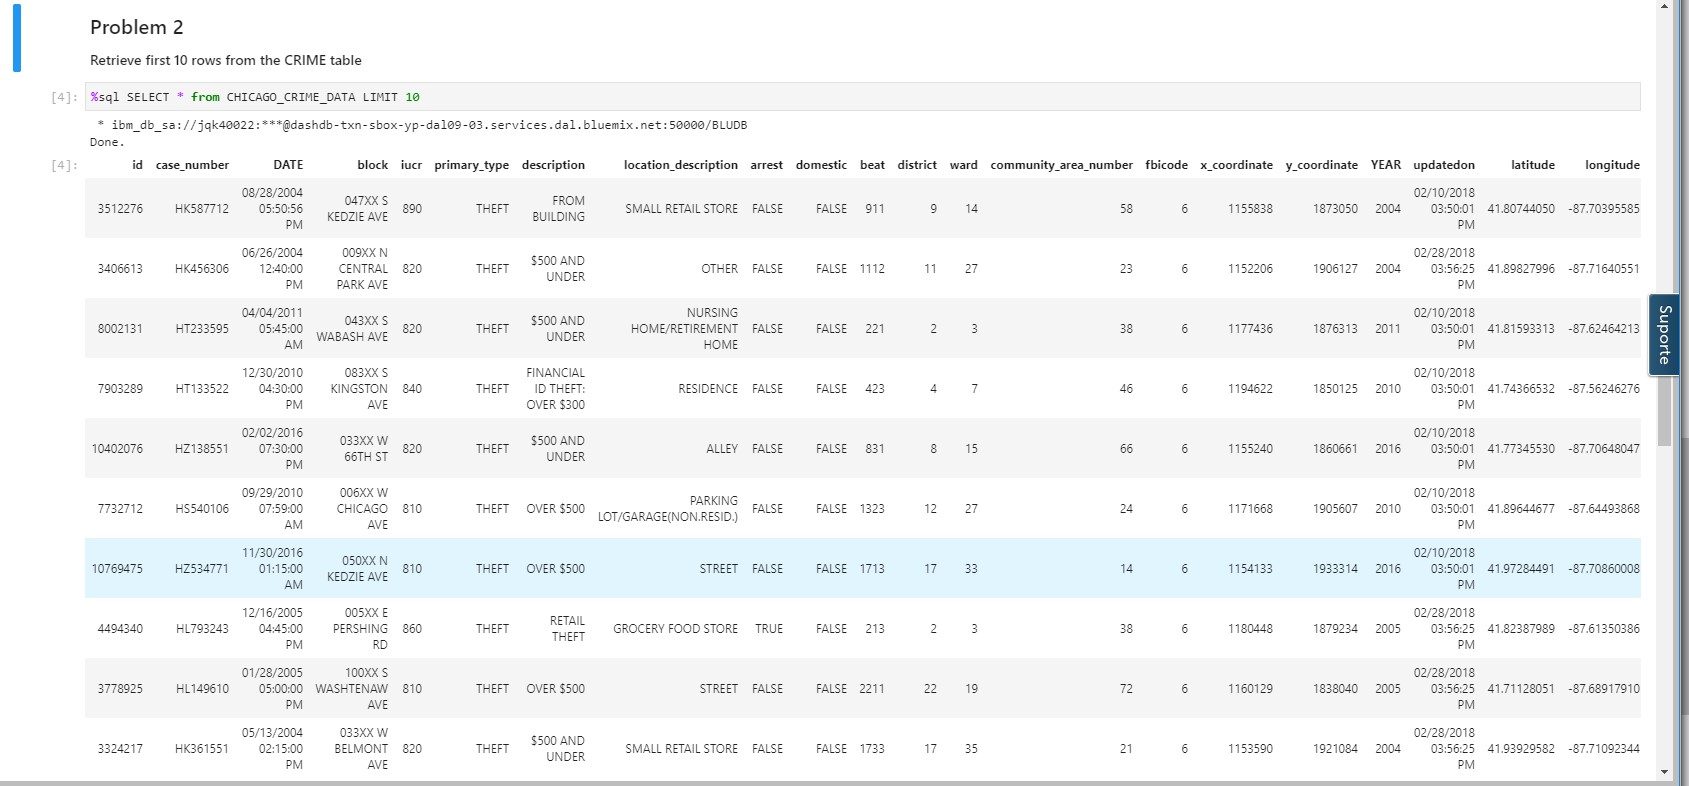 Problem 2
Retrieve first 10 rows from the CRIME table
[4]: %sql SELECT * from CHICAGO_CRIME_DATA LIMIT 10
* ibm_db_sa://jqk40022:***@dashdb-txn-sbox-yp-dal09-03.services.dal.bluemix.net:50000/BLUDB
Done.
[4]: id case_number DATE block iucr primary_type description location_description arrest domestic beat district ward community_area_number fbicode x_coordinate y_coordinate YEAR updatedon latitude longitude
3512276 HK587712 08/28/2004 05:50:56 PM 047XX S KEDZIE AVE 890 THEFT FROM BUILDING SMALL RETAIL STORE FALSE FALSE 911 9 14 58 6 1155838 1873050 2004 02/10/2018 03:50:01 PM 41.80744050 -87.70395585
3406613 HK456306 06/26/2004 12:40:00 PM 009XX N CENTRAL PARK AVE 820 THEFT $500 AND UNDER OTHER FALSE FALSE 1112 11 27 23 6 1152206 1906127 2004 02/28/2018 03:56:25 PM 41.89827996 -87.71640551
8002131 HT233595 04/04/2011 05:45:00 AM 043XX S WABASH AVE 820 THEFT $500 AND UNDER NURSING HOME/RETIREMENT HOME FALSE FALSE 221 2 3 38 6 1177436 1876313 2011 02/10/2018 03:50:01 PM 41.81593313 -87.62464213
7903289 HT133522 12/30/2010 04:30:00 PM 083XX S KINGSTON AVE 840 THEFT FINANCIAL ID THEFT: OVER $300 RESIDENCE FALSE FALSE 423 4 7 46 6 1194622 1850125 2010 02/10/2018 03:50:01 PM 41.74366532 -87.56246276
10402076 HZ138551 02/02/2016 07:30:00 PM 033XX W 66TH ST 820 THEFT $500 AND UNDER ALLEY FALSE FALSE 831 8 15 66 6 1155240 1860661 2016 02/10/2018 03:50:01 PM 41.77345530 -87.70648047
7732712 HS540106 09/29/2010 07:59:00 AM 006XX W CHICAGO AVE 810 THEFT OVER $500 PARKING LOT/GARAGE(NON.RESID.) FALSE FALSE 1323 12 27 24 6 1171668 1905607 2010 02/10/2018 03:50:01 PM 41.89644677 -87.64493868
10769475 HZ534771 11/30/2016 01:15:00 AM 050XX N KEDZIE AVE 810 THEFT OVER $500 STREET FALSE FALSE 1713 17 33 14 6 1154133 1933314 2016 02/10/2018 03:50:01 PM 41.97284491 -87.70860008
4494340 HL793243 12/16/2005 04:45:00 PM 005XX E PERSHING RD 860 THEFT RETAIL THEFT GROCERY FOOD STORE TRUE FALSE 213 2 3 38 6 1180448 1879234 2005 02/28/2018 03:56:25 PM 41.82387989 -87.61350386
3778925 HL149610 01/28/2005 05:00:00 PM 100XX S WASHTENAW AVE 810 THEFT OVER $500 STREET FALSE FALSE 2211 22 19 72 6 1160129 1838040 2005 02/28/2018 03:56:25 PM 41.71128051 -87.68917910
3324217 HK361551 05/13/2004 02:15:00 PM 033XX W BELMONT AVE 820 THEFT $500 AND UNDER SMALL RETAIL STORE FALSE FALSE 1733 17 35 21 6 1153590 1921084 2004 02/28/2018 03:56:25 PM 41.93929582 -87.71092344
Suporte